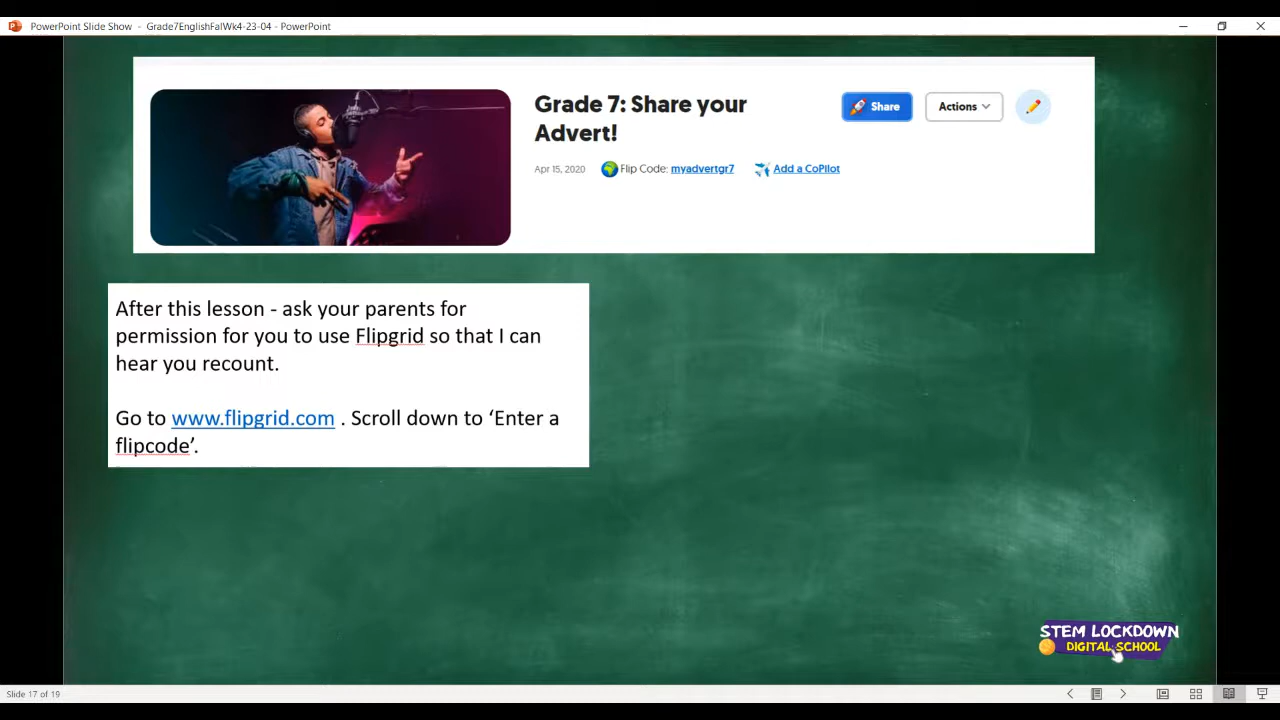 PowerPoint Slide Show - Grade7EnglishFalWk4-23-04 - PowerPoint
Grade 7: Share your
Advert!
Share
Actions
Apr 15, 2020
Flip Code: myadvertgr7
Add a CoPilot
After this lesson - ask your parents for
permission for you to use Flipgrid so that I can
hear you recount.
Go to www.flipgrid.com . Scroll down to ‘Enter a
flipcode’.
STEM LOCKDOWN
DIGITAL SCHOOL
Slide 17 of 19